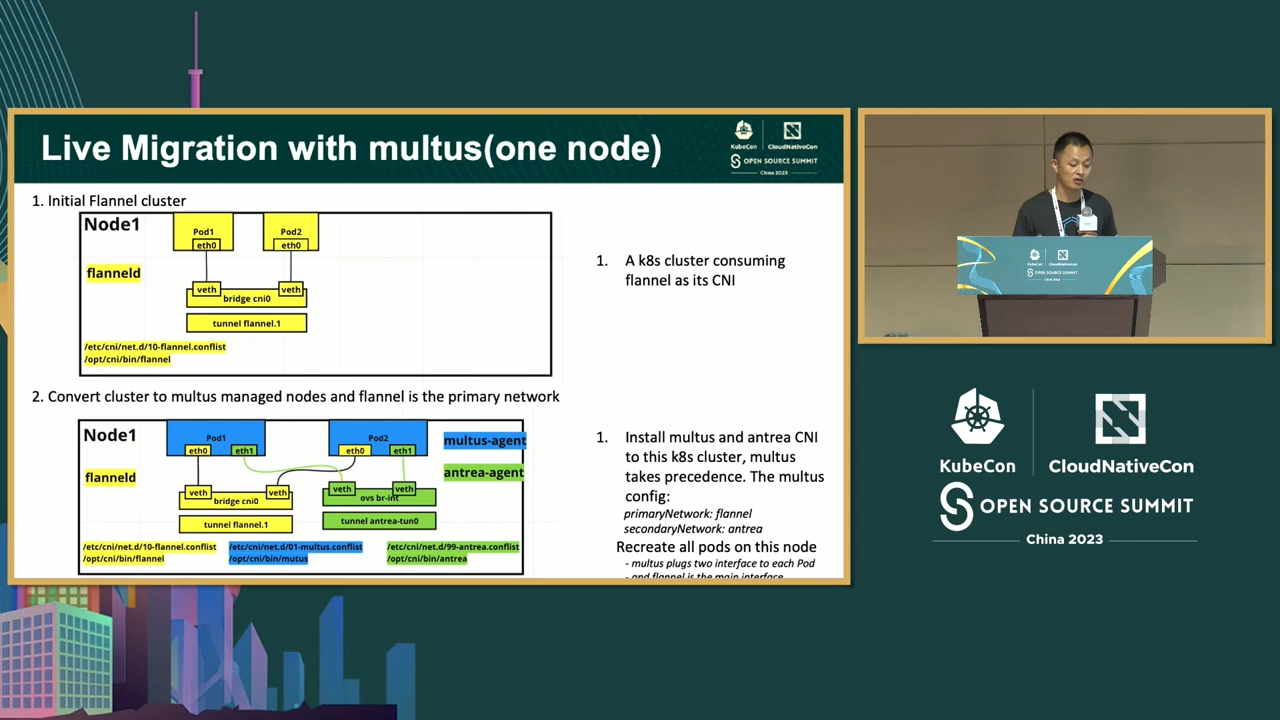 Live Migration with multus(one node)
KubeCon
CloudNativeCon
OPEN SOURCE SUMMIT
China 2023
1. Initial Flannel cluster
Node1
Pod1
eth0
Pod2
eth0
flanneld
veth
veth
bridge cni0
tunnel flannel.1
/etc/cni/net.d/10-flannel.conflist
/opt/cni/bin/flannel
1. A k8s cluster consuming
flannel as its CNI
2. Convert cluster to multus managed nodes and flannel is the primary network
Node1
Pod1
eth0
eth1
Pod2
eth0
eth1
multus-agent
antrea-agent
flanneld
veth
veth
bridge cni0
tunnel flannel.1
veth
veth
ovs br-int
tunnel antrea-tun0
/etc/cni/net.d/10-flannel.conflist
/opt/cni/bin/flannel
/etc/cni/net.d/01-multus.conflist
/opt/cni/bin/mutus
/etc/cni/net.d/99-antrea.conflist
/opt/cni/bin/antrea
1. Install multus and antrea CNI
to this k8s cluster, multus
takes precedence. The multus
config:
primaryNetwork: flannel
secondaryNetwork: antrea
Recreate all pods on this node
- multus plugs two interface to each Pod
- and flannel is the main interface
KubeCon
CloudNativeCon
OPEN SOURCE SUMMIT
China 2023
KubeCon
CloudNativeCon
OPEN SOURCE SUMMIT
China 2023